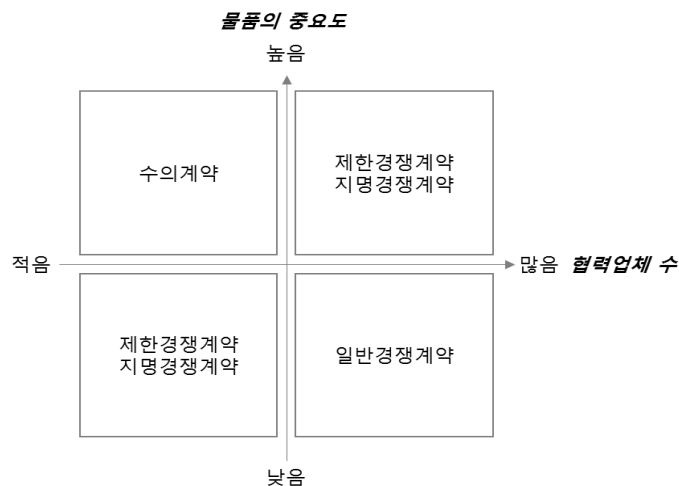 물품의 중요도
높음
수의계약
제한경쟁계약
지명경쟁계약
적음
많음 협력업체 수
제한경쟁계약
지명경쟁계약
일반경쟁계약
낮음